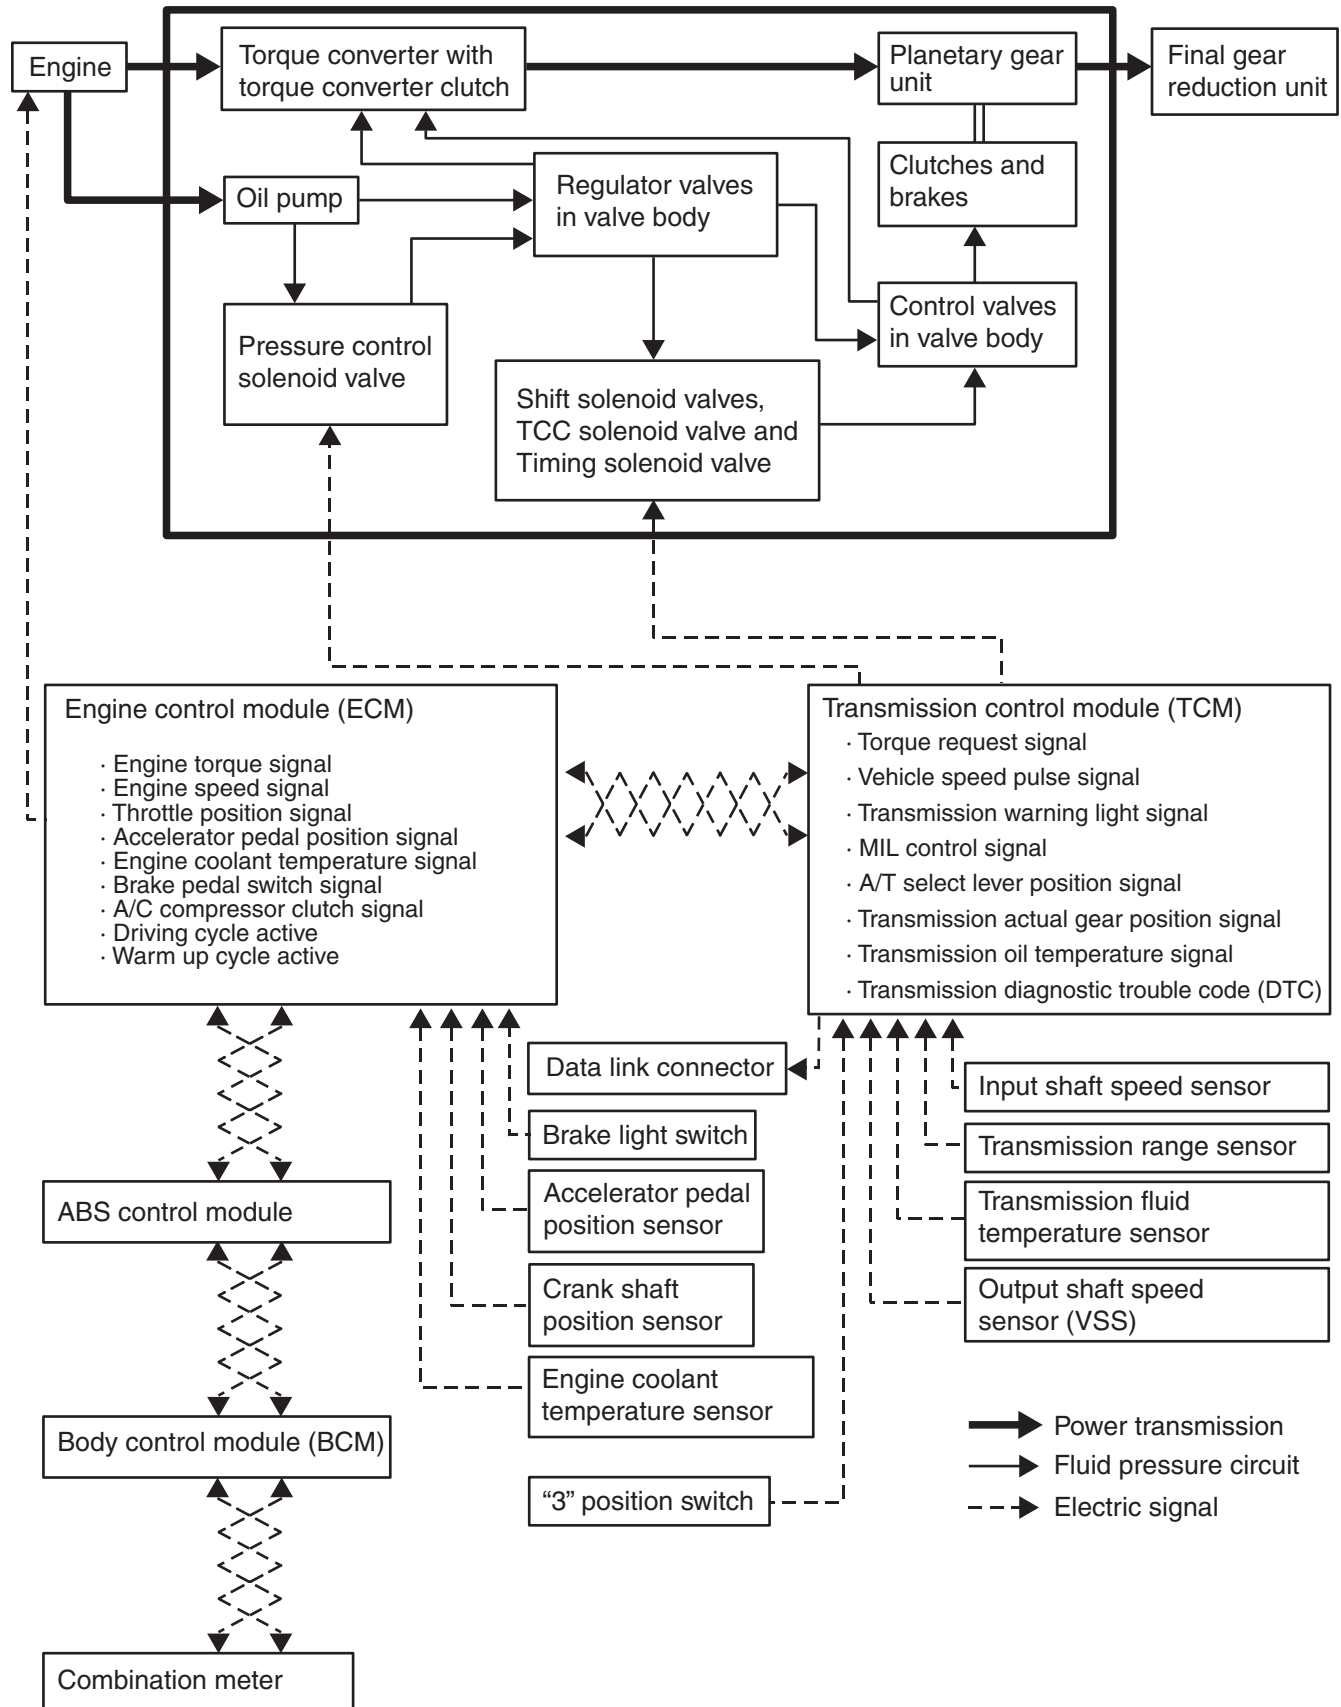 Engine
Torque converter with
torque converter clutch
Planetary gear
unit
Final gear
reduction unit
Oil pump
Regulator valves
in valve body
Clutches and
brakes
Pressure control
solenoid valve
Control valves
in valve body
Shift solenoid valves,
TCC solenoid valve and
Timing solenoid valve
Engine control module (ECM)
· Engine torque signal
· Engine speed signal
· Throttle position signal
· Accelerator pedal position signal
· Engine coolant temperature signal
· Brake pedal switch signal
· A/C compressor clutch signal
· Driving cycle active
· Warm up cycle active
Transmission control module (TCM)
· Torque request signal
· Vehicle speed pulse signal
· Transmission warning light signal
· MIL control signal
· A/T select lever position signal
· Transmission actual gear position signal
· Transmission oil temperature signal
· Transmission diagnostic trouble code (DTC)
Data link connector
Brake light switch
Accelerator pedal
position sensor
Crank shaft
position sensor
Engine coolant
temperature sensor
“3” position switch
Input shaft speed sensor
Transmission range sensor
Transmission fluid
temperature sensor
Output shaft speed
sensor (VSS)
ABS control module
Body control module (BCM)
Combination meter
Power transmission
Fluid pressure circuit
Electric signal